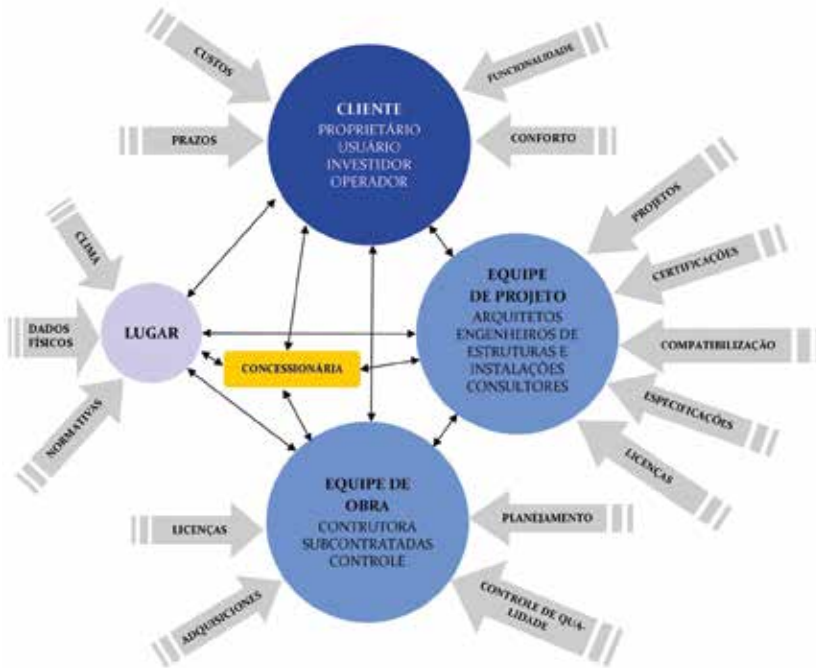 CUSTOS
FUNCIONALIDADE
PRAZOS
CONFORTO
CLIENTE
PROPRIETÁRIO
USUÁRIO
INVESTIDOR
OPERADOR
CLIMA
DADOS
FÍSICOS
NORMATIVAS
LUGAR
CONCESSIONÁRIA
EQUIPE
DE PROJETO
ARQUITETOS
ENGENHEIROS DE
ESTRUTURAS E
INSTALAÇÕES
CONSULTORES
PROJETOS
CERTIFICAÇÕES
COMPATIBILIZAÇÃO
ESPECIFICAÇÕES
LICENÇAS
EQUIPE DE
OBRA
CONTRUTORA
SUBCONTRATADAS
CONTROLE
LICENÇAS
ADQUISICIONES
PLANEJAMENTO
CONTROLE DE QUA-
LIDADE